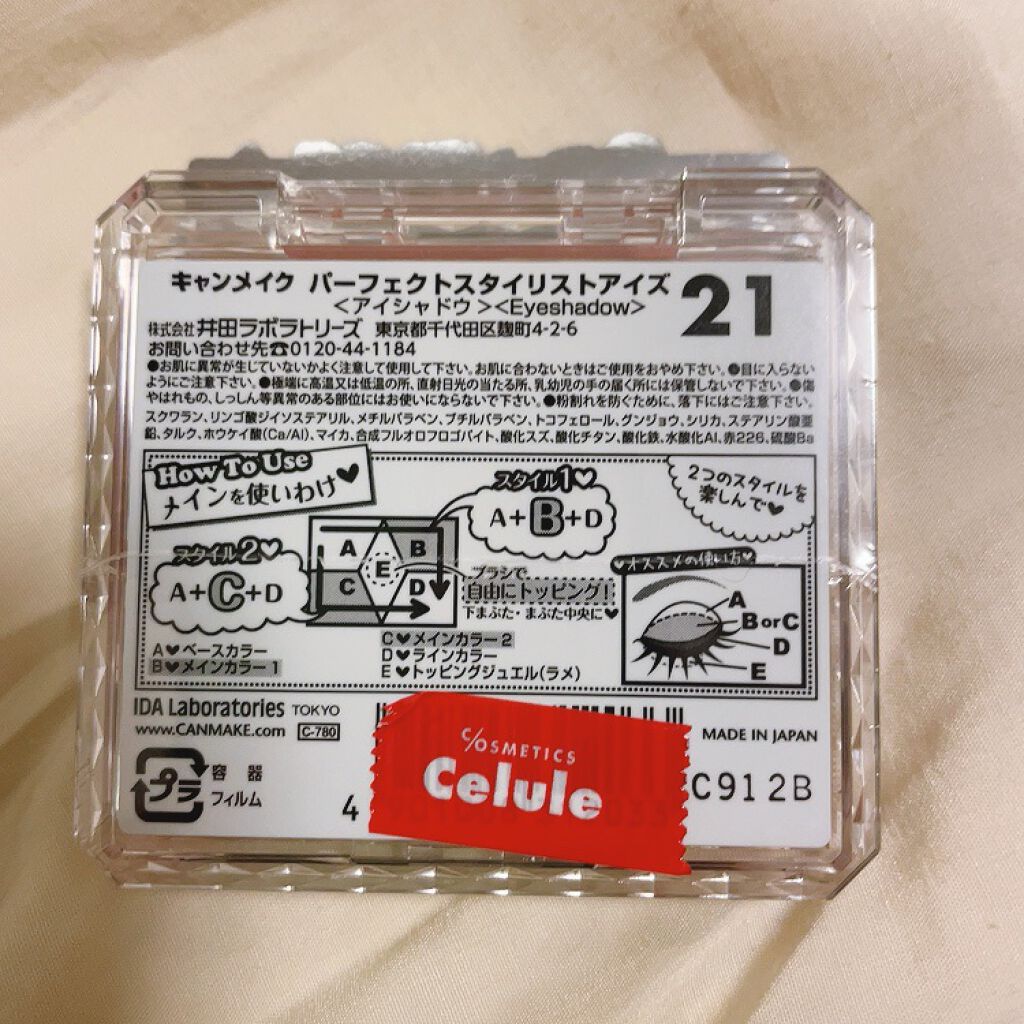 キャンメイク パーフェクトスタイリストアイズ 21
<アイシャドウ><Eyeshadow>
株式会社 井田ラボラトリーズ 東京都千代田区麹町4-2-6
お問い合わせ先☎0120-44-1184
●お肌に異常が生じていないかよく注意して使用して下さい。お肌に合わないときはご使用をおやめ下さい。●目に入らない
ようにご注意下さい。●極端に高温又は低温の所、直射日光の当たる所、乳幼児の手の届く所には保管しないで下さい。●傷
やはれもの、しっしん等異常のある部位にはお使いにならないで下さい。●粉割れを防ぐために、落下にはご注意下さい。
スクワラン、リンゴ酸ジイソステアリル、メチルパラベン、ブチルパラベン、トコフェロール、グンジョウ、シリカ、ステアリン酸亜
鉛、タルク、ホウケイ酸(Ca/Al)、マイカ、合成フルオロフロゴパイト、酸化スズ、酸化チタン、酸化鉄、水酸化Al、赤226、硫酸Ba
How To Use
メインを使いわけ♥
スタイル1♥
A+B+D
2つのスタイルを
楽しんで♥
スタイル2♥
A+C+D
A
B
E
C
D
ブラシで
自由にトッピング!
下まぶた・まぶた中央に♥
オススメの使い方♥
A
B or C
D
E
A♥ベースカラー
B♥メインカラー1
C♥メインカラー2
D♥ラインカラー
E♥トッピングジュエル(ラメ)
IDA Laboratories TOKYO
www.CANMAKE.com C-780
MADE IN JAPAN
プラ
容器
フィルム
4
C/OSMETICS
Celule
C912B